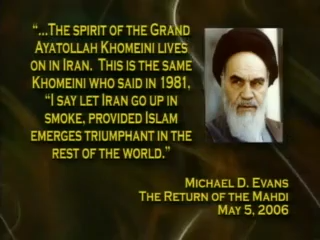 “...The spirit of the Grand
Ayatollah Khomeini lives
on in Iran. This is the same
Khomeini who said in 1981,
“I say let Iran go up in
smoke, provided Islam
emerges triumphant in the
rest of the world.”
Michael D. Evans
The Return of the Mahdi
May 5, 2006